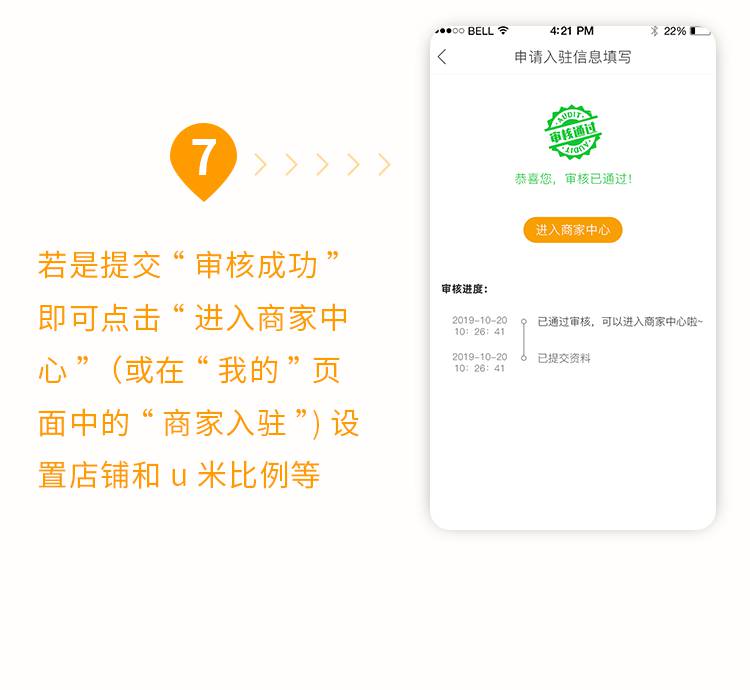 7
若是提交“审核成功”
即可点击“进入商家中
心”（或在“我的”页
面中的“商家入驻”) 设
置店铺和 u 米比例等
BELL 4:21 PM 22%
申请入驻信息填写
AUDIT
审核通过
AUDIT
恭喜您，审核已通过！
进入商家中心
审核进度：
2019-10-20
10：26：41
已通过审核，可以进入商家中心啦~
2019-10-20
10：26：41
已提交资料